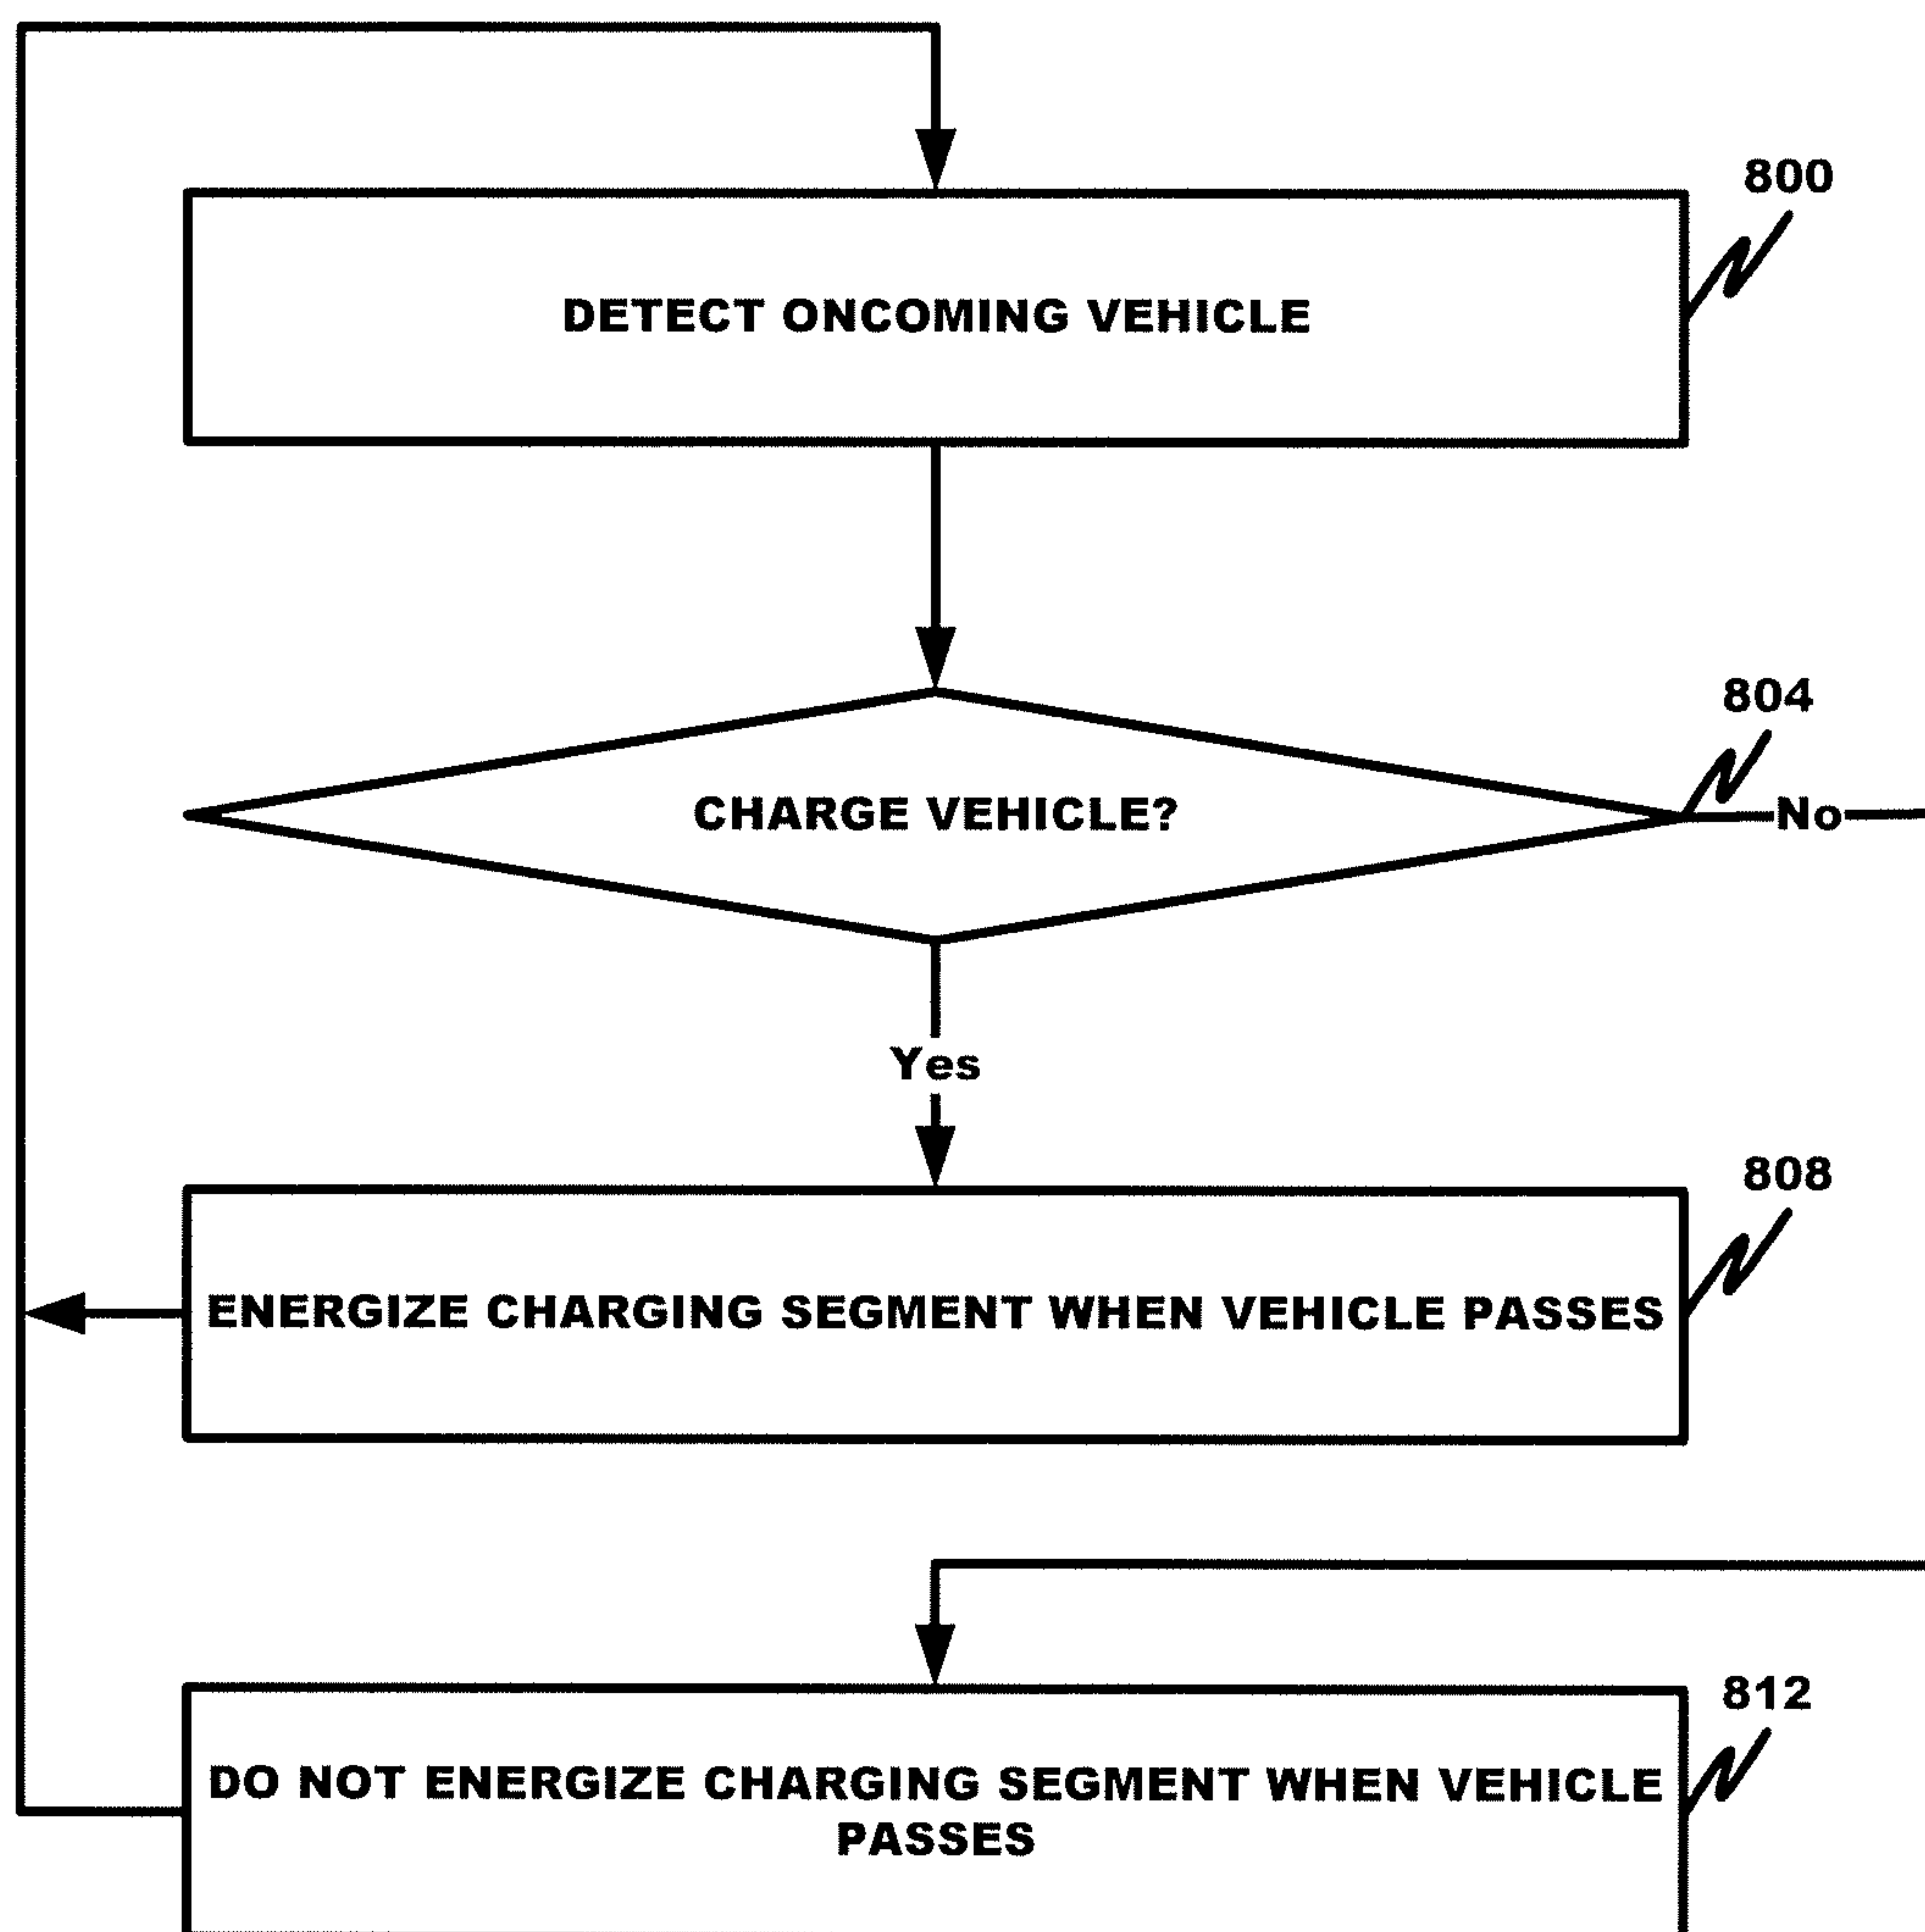 800
DETECT ONCOMING VEHICLE
804
CHARGE VEHICLE?
No
Yes
808
ENERGIZE CHARGING SEGMENT WHEN VEHICLE PASSES
812
DO NOT ENERGIZE CHARGING SEGMENT WHEN VEHICLE
PASSES